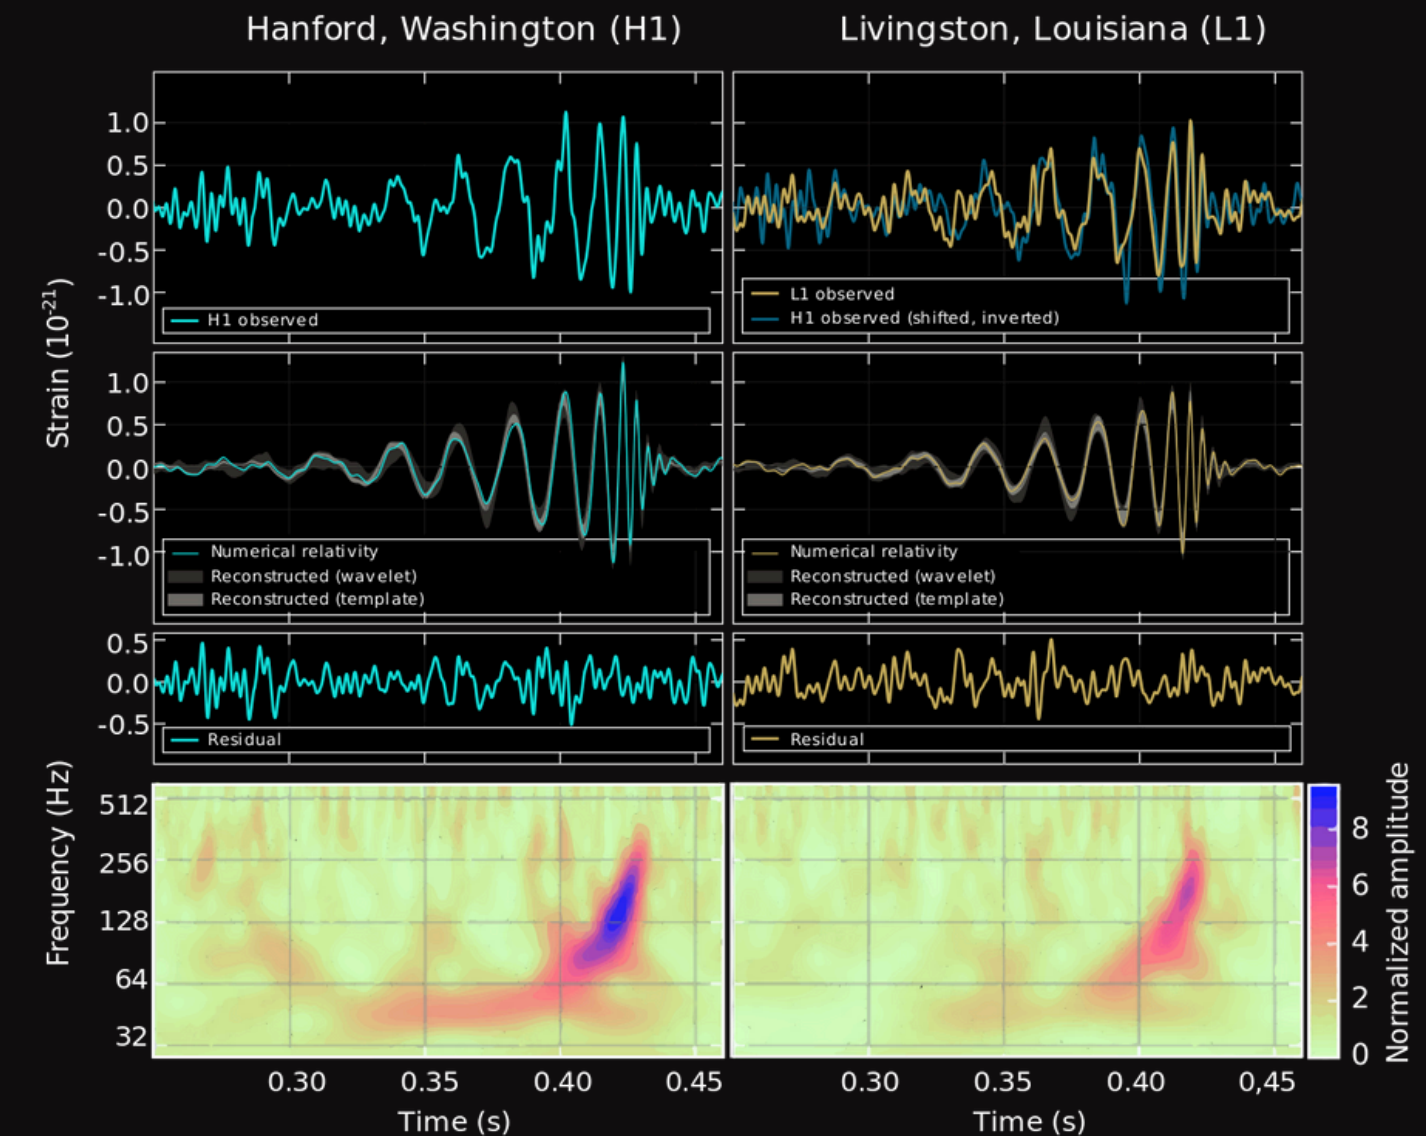 Hanford, Washington (H1)
Livingston, Louisiana (L1)
Strain (10⁻²¹)
1.0
0.5
0.0
-0.5
-1.0
H1 observed
L1 observed
H1 observed (shifted, inverted)
1.0
0.5
0.0
-0.5
-1.0
Numerical relativity
Reconstructed (wavelet)
Reconstructed (template)
Numerical relativity
Reconstructed (wavelet)
Reconstructed (template)
0.5
0.0
-0.5
Residual
Residual
Frequency (Hz)
512
256
128
64
32
Normalized amplitude
8
6
4
2
0
0.30 0.35 0.40 0.45
0.30 0.35 0.40 0,45
Time (s)
Time (s)